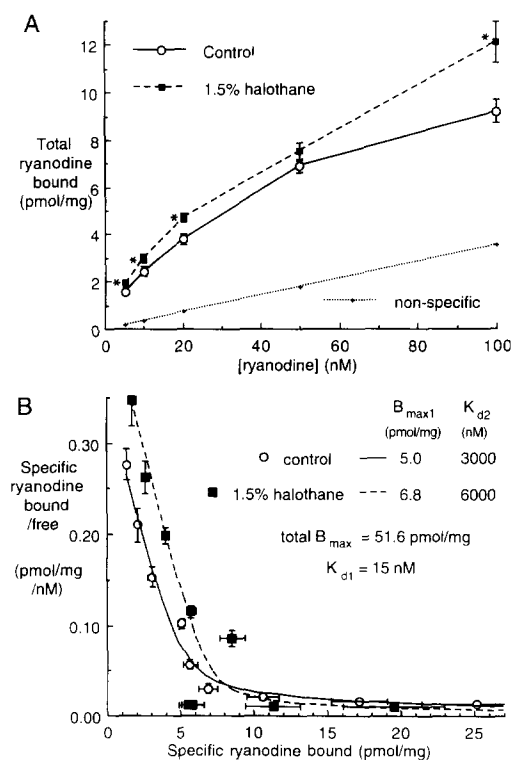 A
12
10
8
6
4
2
0
Total
ryanodine
bound
(pmol/mg)
Control
1.5% halothane
*
*
*
*
non-specific
0 20 40 60 80 100
[ryanodine] (nM)
B
0.30
0.20
0.10
0.00
Specific
ryanodine
bound
/free
(pmol/mg
/nM)
Bmax1 Kd2
(pmol/mg) (nM)
control 5.0 3000
1.5% halothane 6.8 6000
total Bmax = 51.6 pmol/mg
Kd1 = 15 nM
0 5 10 15 20 25
Specific ryanodine bound (pmol/mg)